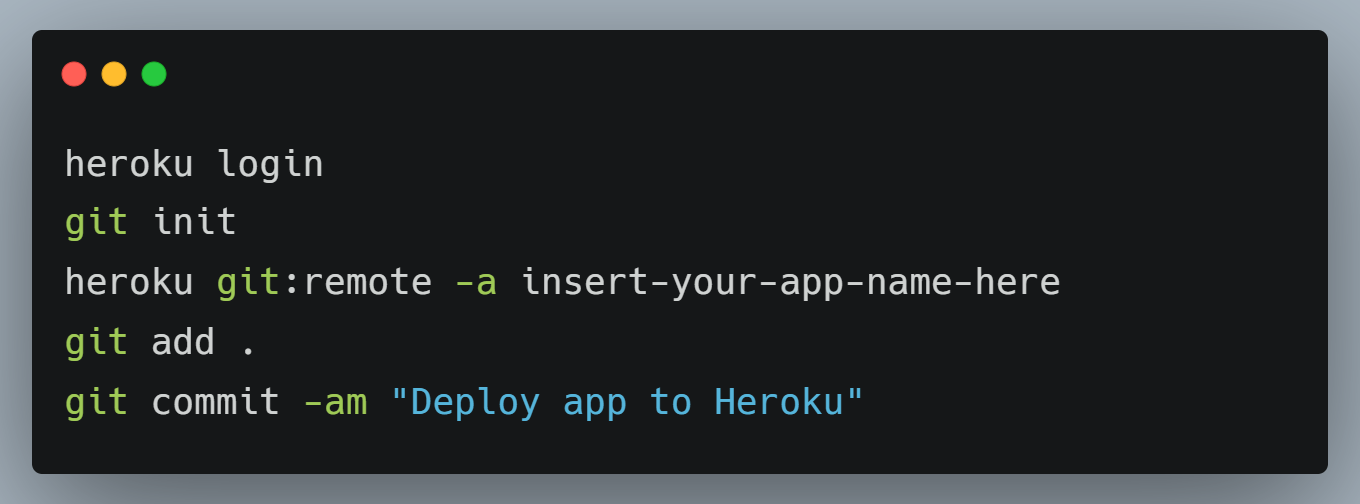 heroku login
git init
heroku git:remote -a insert-your-app-name-here
git add .
git commit -am "Deploy app to Heroku"